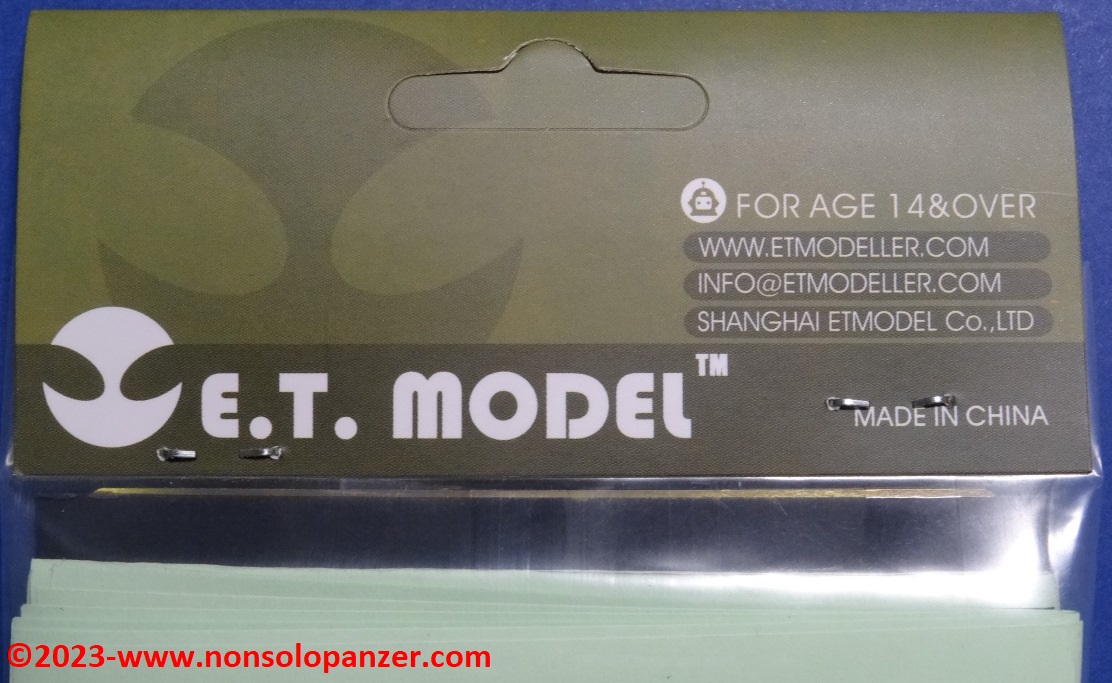 FOR AGE 14&OVER
WWW.ETMODELLER.COM
INFO@ETMODELLER.COM
SHANGHAI ETMODEL Co.,LTD
E.T. MODEL™
MADE IN CHINA
©2023-www.nonsolopanzer.com